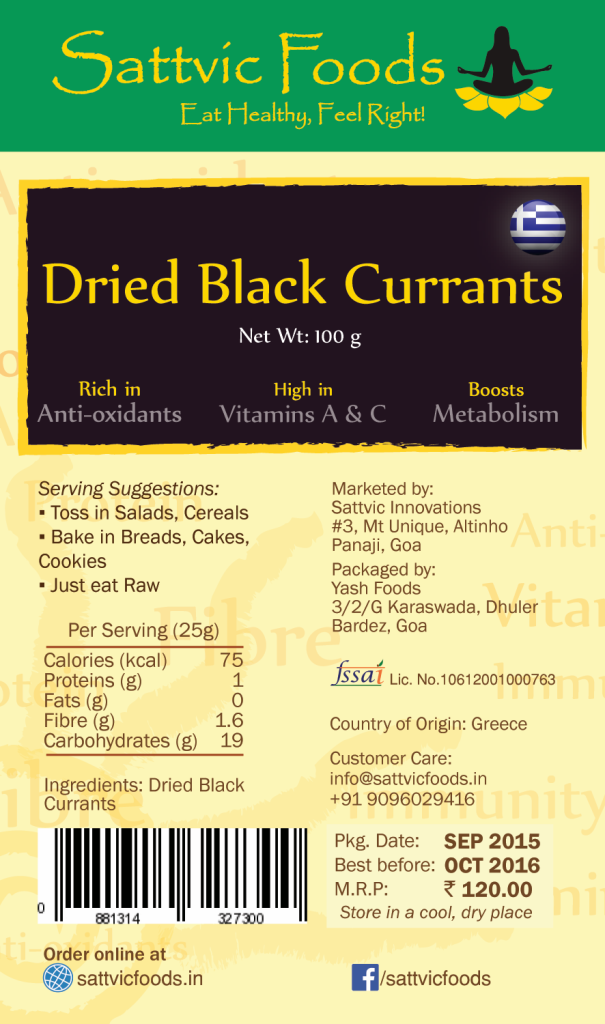 Sattvic Foods
Eat Healthy, Feel Right!
Dried Black Currants
Net Wt: 100 g
Rich in
Anti-oxidants
High in
Vitamins A & C
Boosts
Metabolism
Serving Suggestions:
▪ Toss in Salads, Cereals
▪ Bake in Breads, Cakes,
Cookies
▪ Just eat Raw
Per Serving (25g)
Calories (kcal) 75
Proteins (g) 1
Fats (g) 0
Fibre (g) 1.6
Carbohydrates (g) 19
Ingredients: Dried Black
Currants
0 881314 327300
Order online at
sattvicfoods.in
Marketed by:
Sattvic Innovations
#3, Mt Unique, Altinho
Panaji, Goa
Packaged by:
Yash Foods
3/2/G Karaswada, Dhuler
Bardez, Goa
fssai Lic. No.10612001000763
Country of Origin: Greece
Customer Care:
info@sattvicfoods.in
+91 9096029416
Pkg. Date: SEP 2015
Best before: OCT 2016
M.R.P: ₹ 120.00
Store in a cool, dry place
f/sattvicfoods